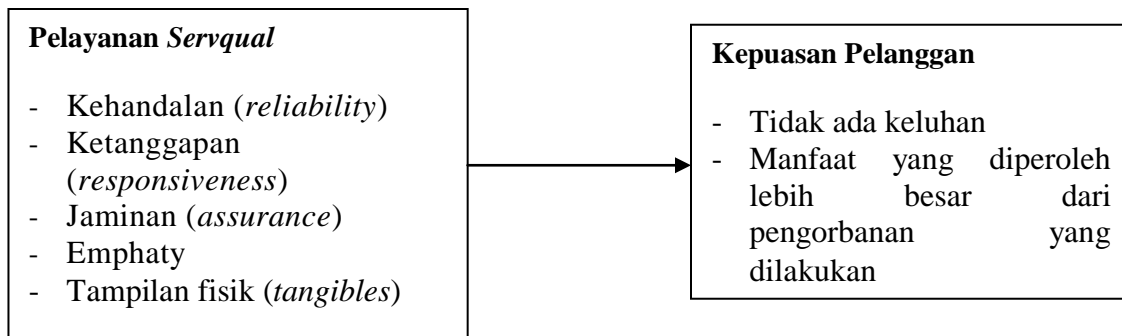 Pelayanan Servqual
- Kehandalan (reliability)
- Ketanggapan
(responsiveness)
- Jaminan (assurance)
- Emphaty
- Tampilan fisik (tangibles)
Kepuasan Pelanggan
- Tidak ada keluhan
- Manfaat yang diperoleh
lebih besar dari
pengorbanan yang
dilakukan